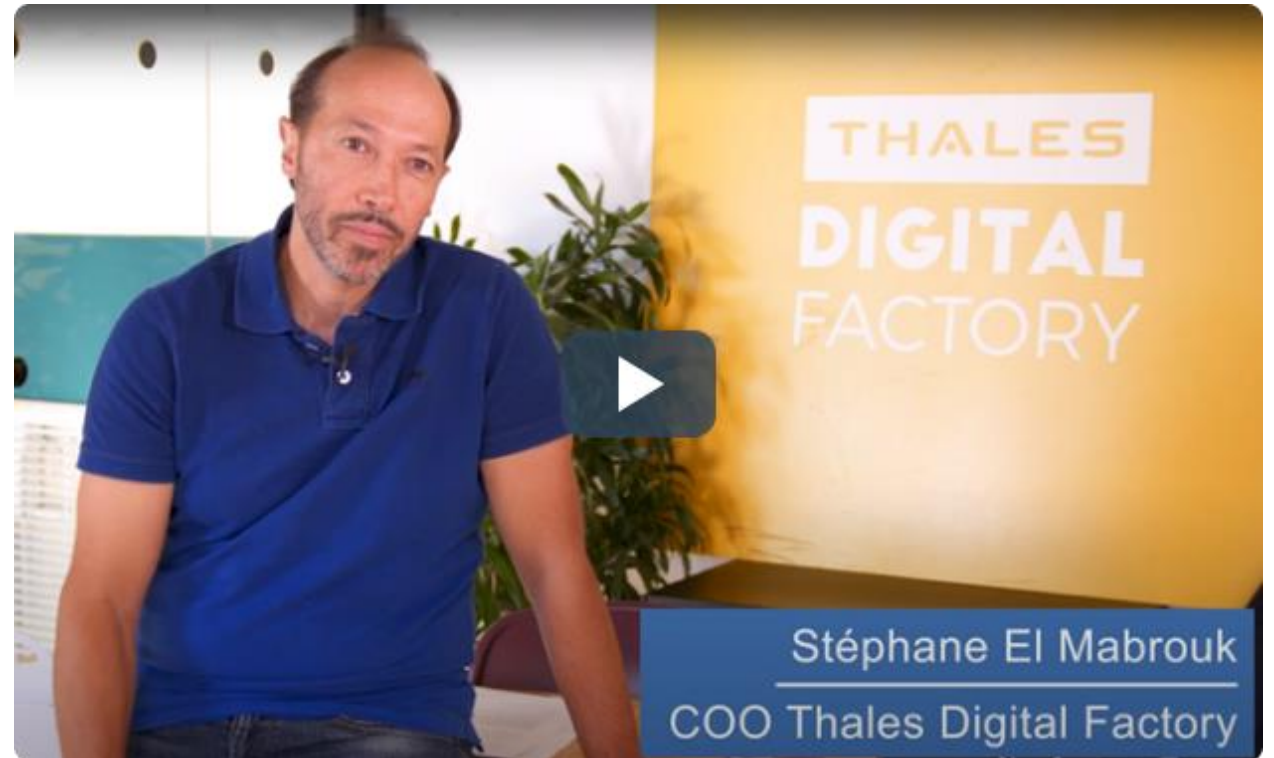 THALES
DIGITAL
FACTORY
Stéphane El Mabrouk
COO Thales Digital Factory